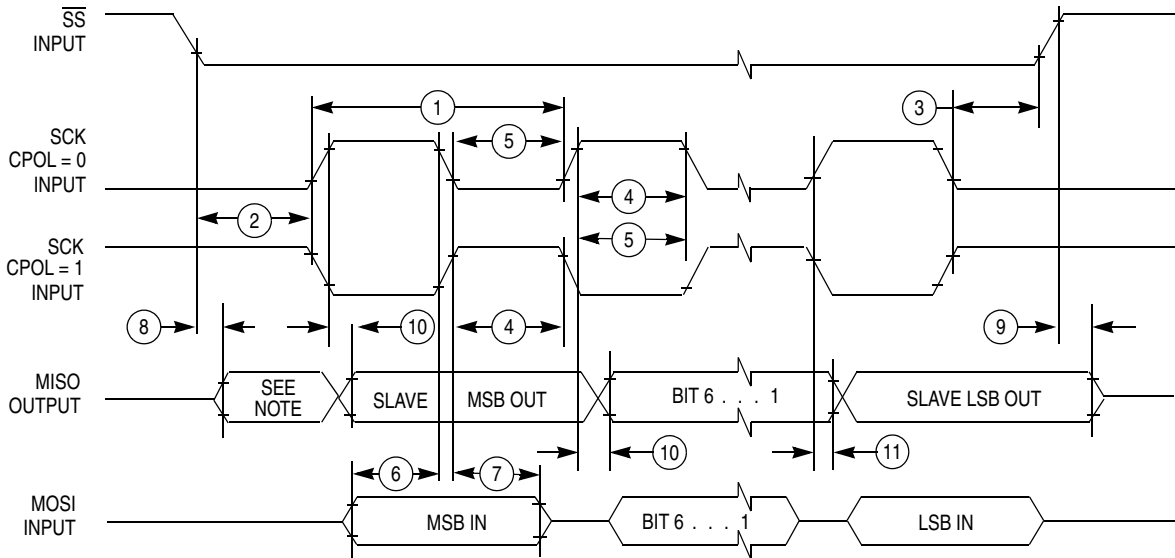 SS
INPUT
1
3
SCK
CPOL = 0
INPUT
5
4
2
SCK
CPOL = 1
INPUT
5
8
10
4
9
MISO
OUTPUT
SEE
NOTE
SLAVE
MSB OUT
BIT 6 . . . 1
SLAVE LSB OUT
10
11
6
7
MOSI
INPUT
MSB IN
BIT 6 . . . 1
LSB IN